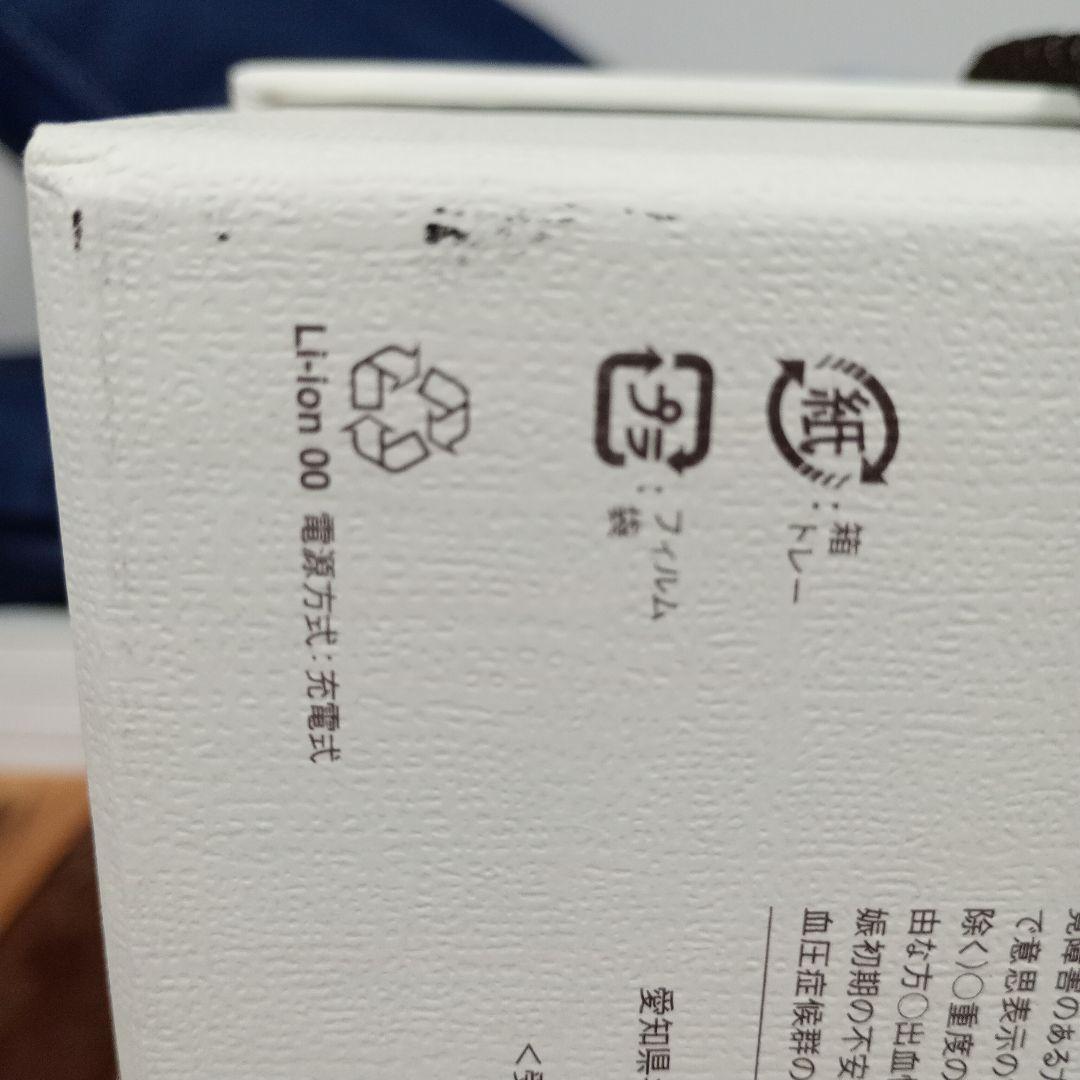 紙：箱
トレー
プラ：フィルム
袋
Li-ion 00 電源方式：充電式
で意思表示の
除く）○重度の
由な方○出血
娠初期の不安
血圧症候群の
愛知県